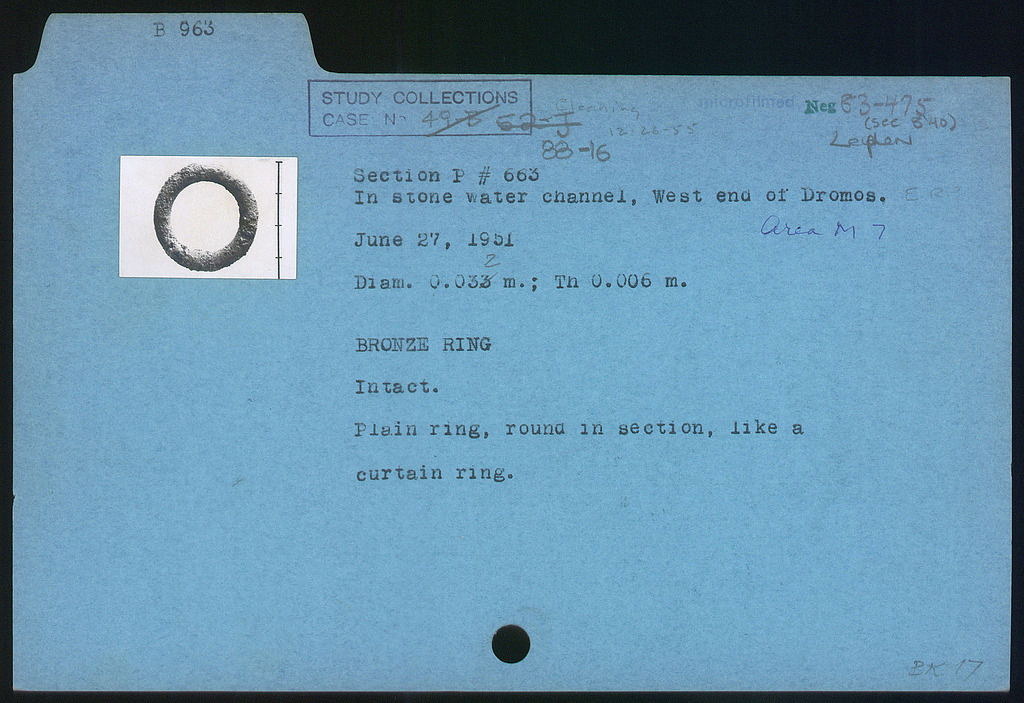 B 963
STUDY COLLECTIONS
CASE No 49-B 62-J
88-16
Cleaning
12-26-55
microfilmed
Neg 63-475
(see B 40)
Section P # 663
In stone water channel, West end of Dromos. ER
Area M 7
June 27, 1951
2
Diam. 0.033 m.; Th 0.006 m.
BRONZE RING
Intact.
Plain ring, round in section, like a
curtain ring.
BK 17